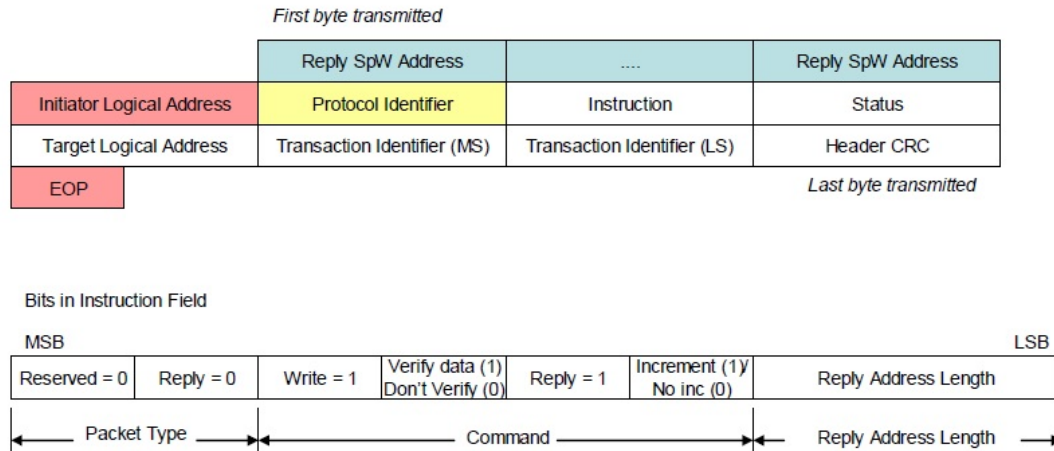 First byte transmitted
Reply SpW Address .... Reply SpW Address
Initiator Logical Address Protocol Identifier Instruction Status
Target Logical Address Transaction Identifier (MS) Transaction Identifier (LS) Header CRC
EOP Last byte transmitted
Bits in Instruction Field
MSB LSB
Reserved = 0 Reply = 0 Write = 1 Verify data (1) Don't Verify (0) Reply = 1 Increment (1)/ No inc (0) Reply Address Length
Packet Type Command Reply Address Length